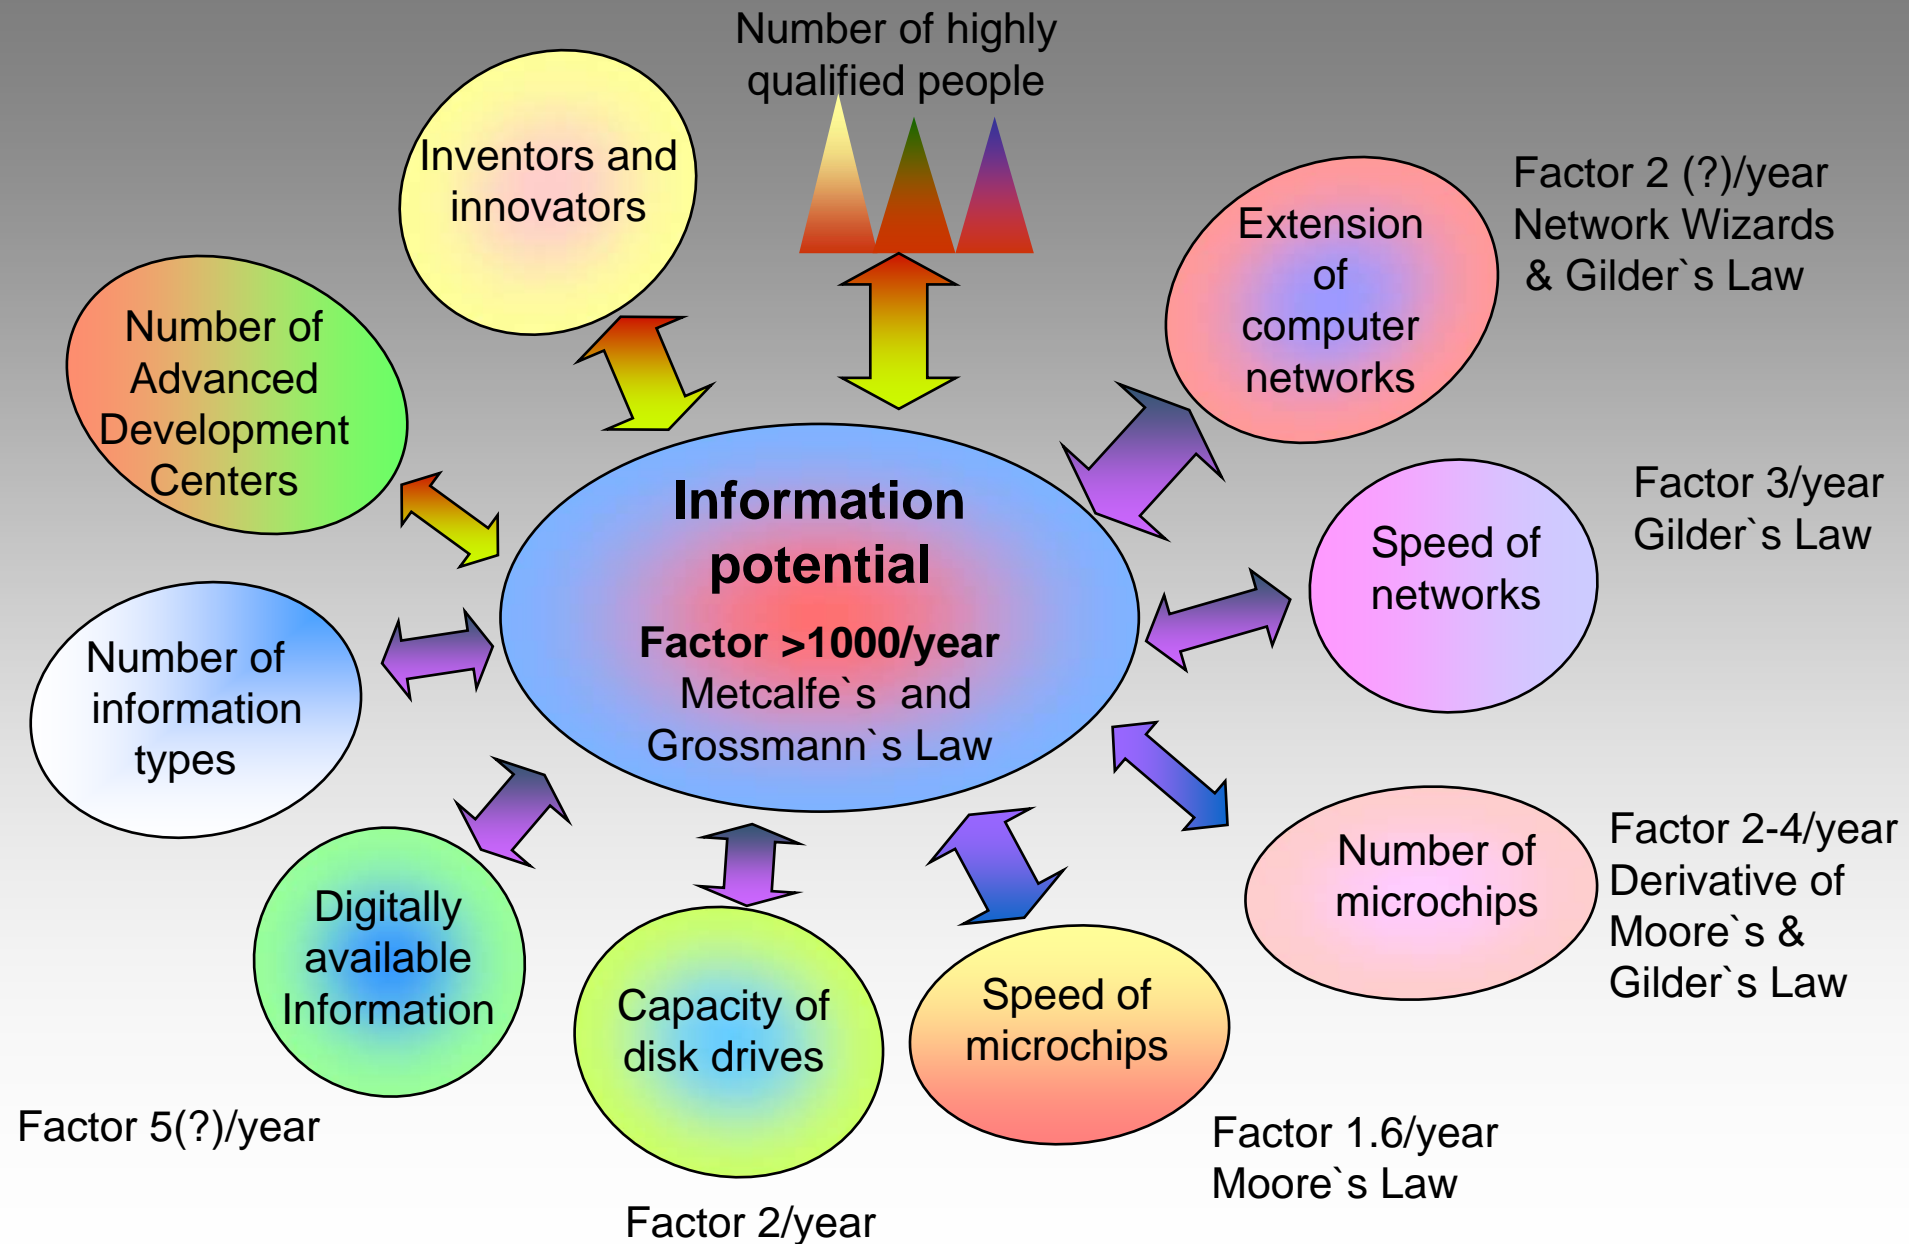 Number of highly
qualified people
Inventors and
innovators
Extension
of
computer
networks
Factor 2 (?)/year
Network Wizards
& Gilder`s Law
Number of
Advanced
Development
Centers
Information
potential
Factor >1000/year
Metcalfe`s and
Grossmann`s Law
Speed of
networks
Factor 3/year
Gilder`s Law
Number of
information
types
Number of
microchips
Factor 2-4/year
Derivative of
Moore`s &
Gilder`s Law
Digitally
available
Information
Factor 5(?)/year
Capacity of
disk drives
Factor 2/year
Speed of
microchips
Factor 1.6/year
Moore`s Law